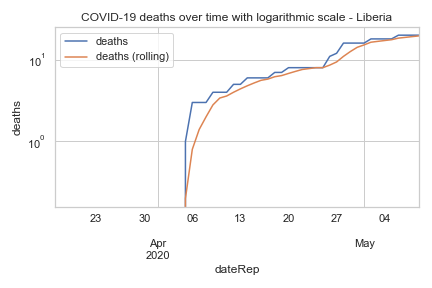 COVID-19 deaths over time with logarithmic scale - Liberia
deaths
deaths (rolling)
10¹
10⁰
deaths
23 30 06 13 20 27 04
Apr May
2020
dateRep